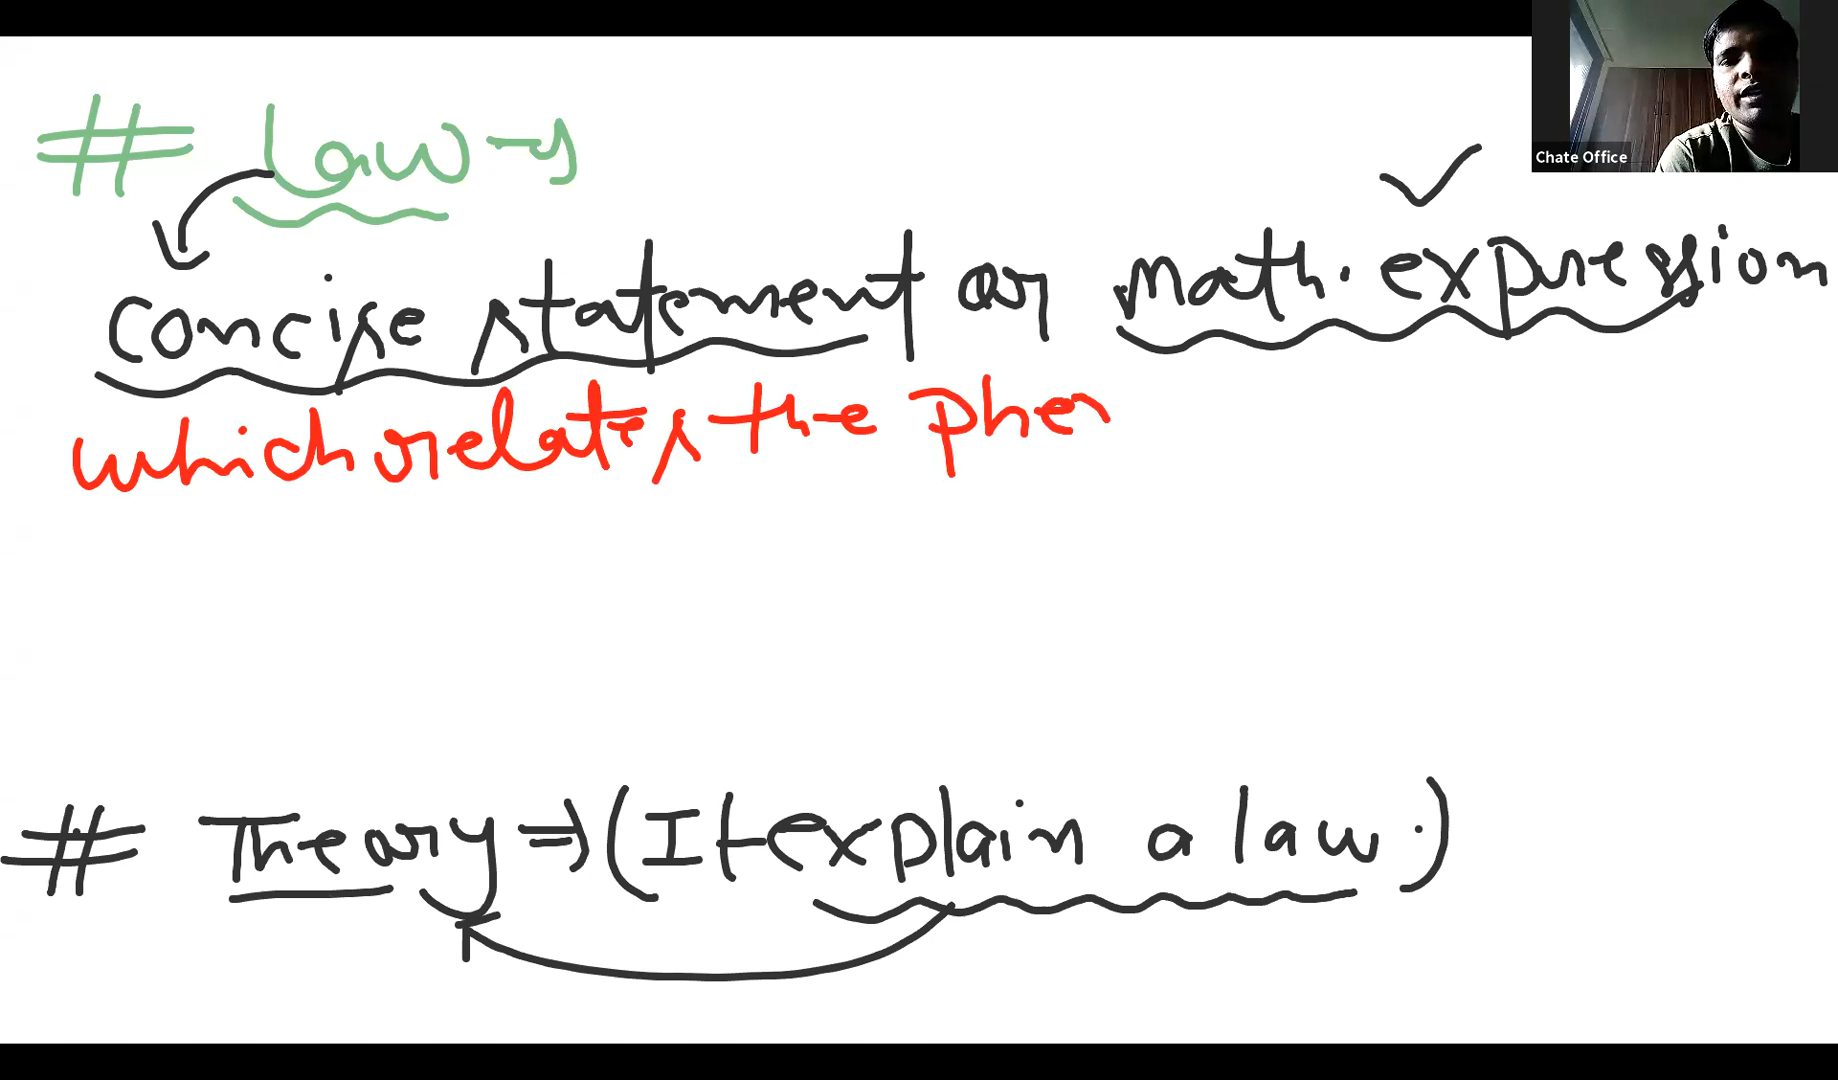 # Law →
concise statement or math. expression
which relates the phen
# Theory ⇒ (It explain a law.)
Chate Office